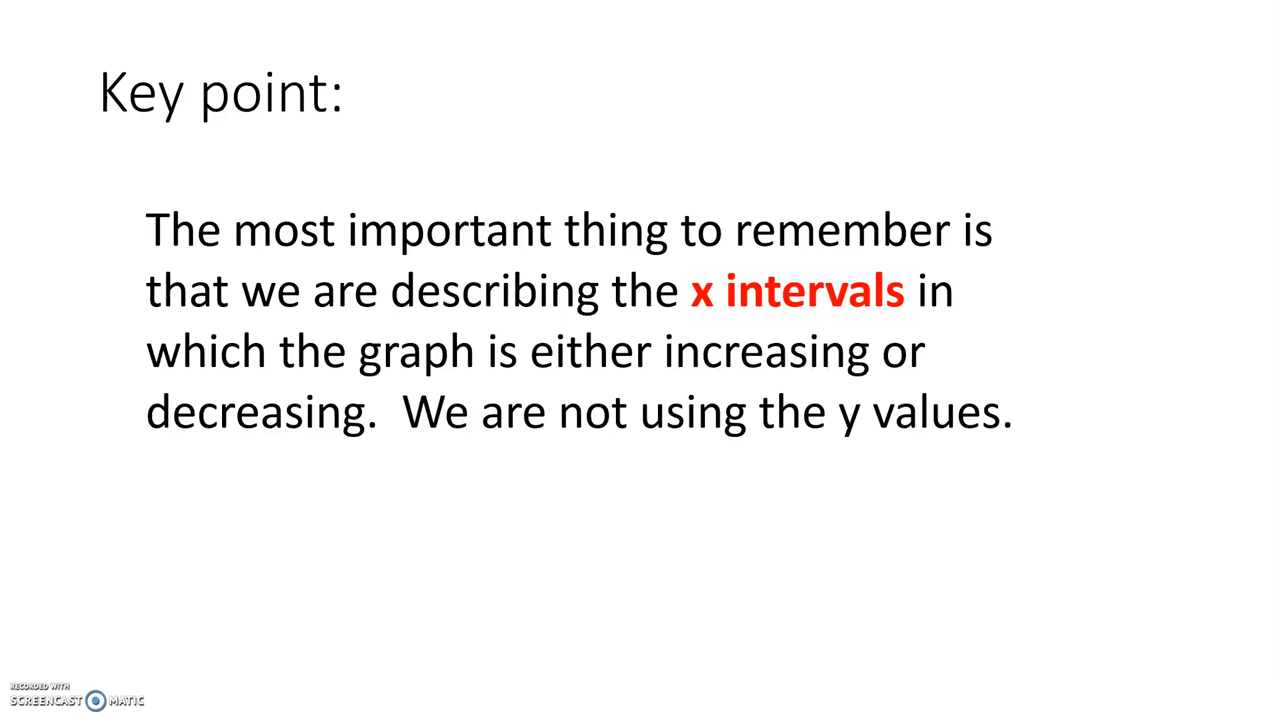 Key point:
The most important thing to remember is
that we are describing the x intervals in
which the graph is either increasing or
decreasing.  We are not using the y values.
RECORDED WITH
SCREENCAST MATIC